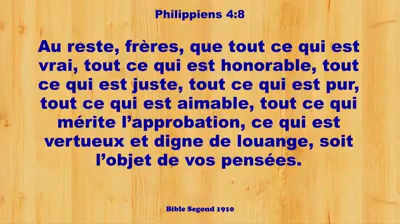 Philippiens 4:8
Au reste, frères, que tout ce qui est
vrai, tout ce qui est honorable, tout
ce qui est juste, tout ce qui est pur,
tout ce qui est aimable, tout ce qui
mérite l’approbation, ce qui est
vertueux et digne de louange, soit
l’objet de vos pensées.
Bible Segond 1910